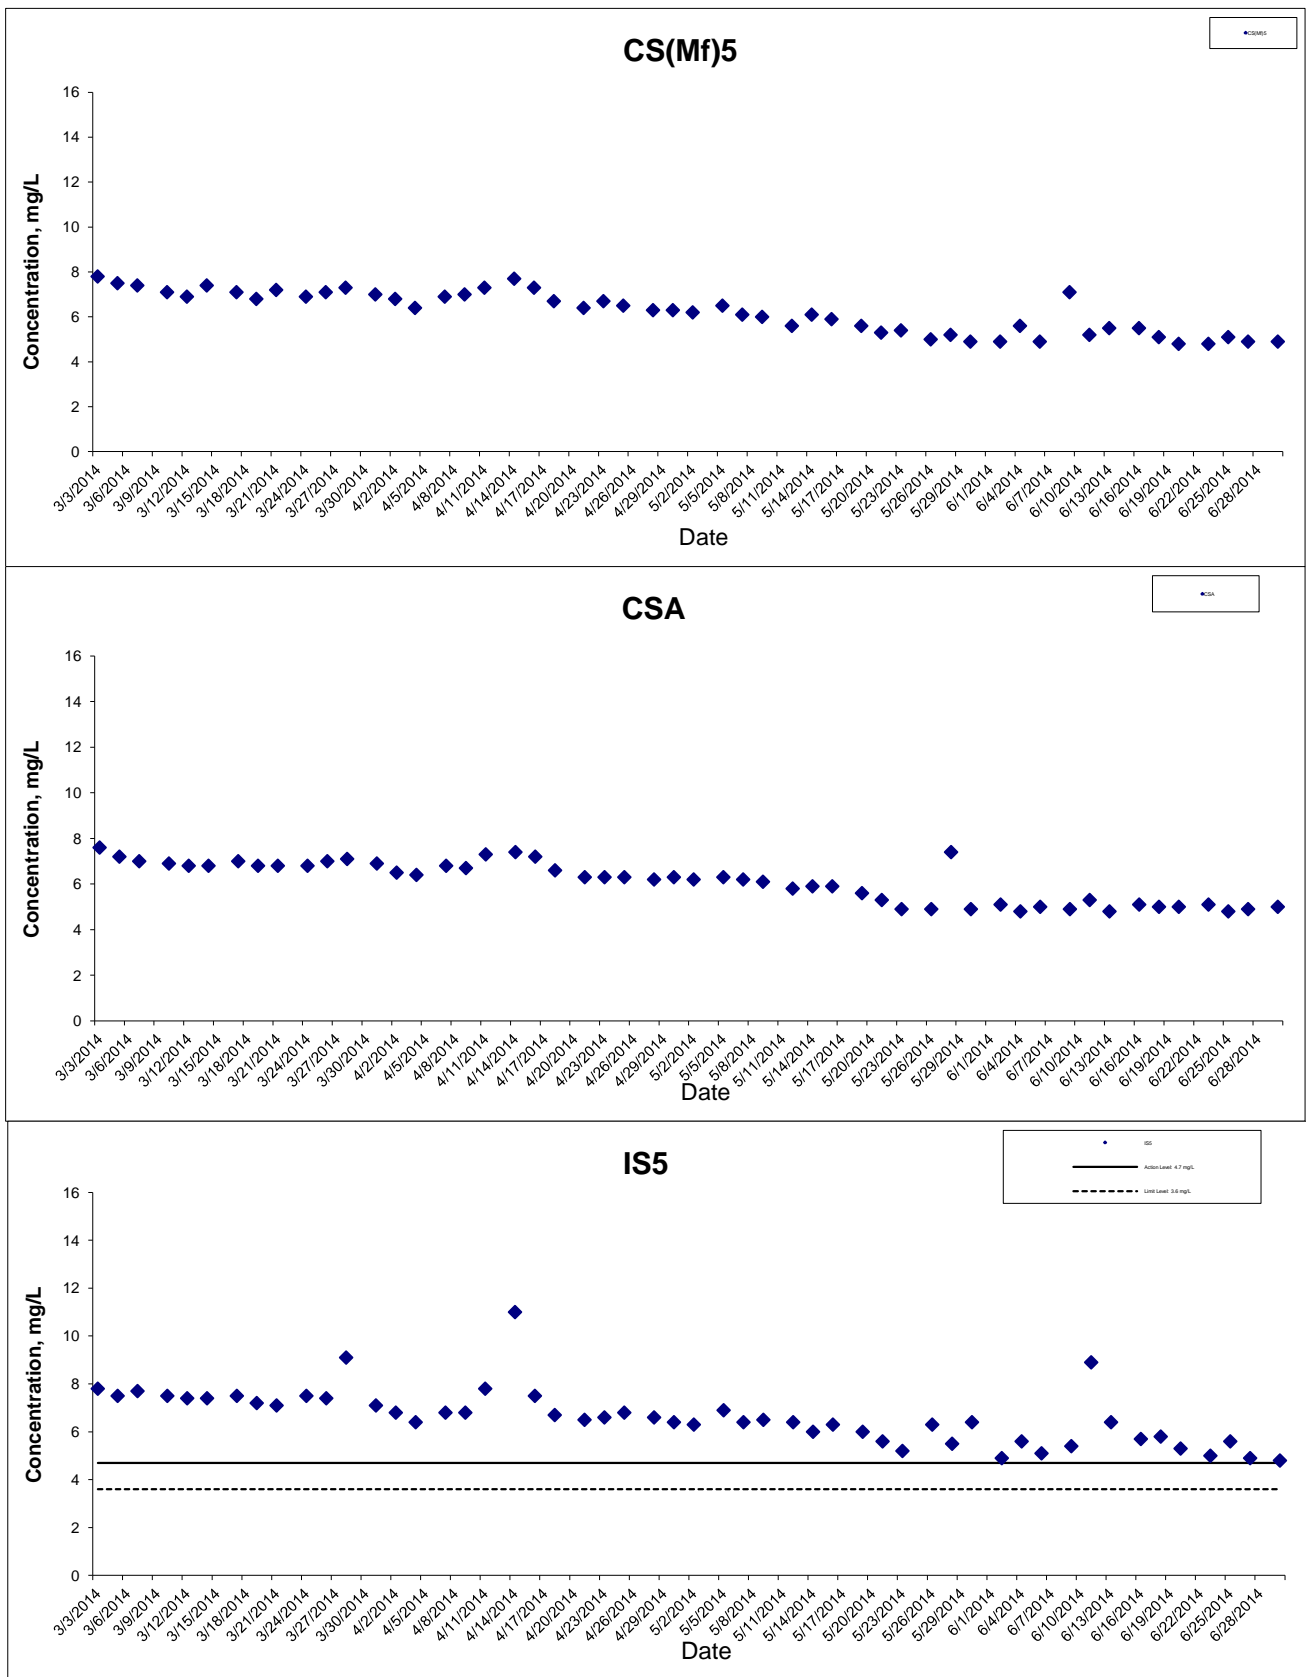 CS(Mf)5
CS(Mf)5
Concentration, mg/L
16
14
12
10
8
6
4
2
0
3/3/2014 3/6/2014 3/9/2014 3/12/2014 3/15/2014 3/18/2014 3/21/2014 3/24/2014 3/27/2014 3/30/2014 4/2/2014 4/5/2014 4/8/2014 4/11/2014 4/14/2014 4/17/2014 4/20/2014 4/23/2014 4/26/2014 4/29/2014 5/2/2014 5/5/2014 5/8/2014 5/11/2014 5/14/2014 5/17/2014 5/20/2014 5/23/2014 5/26/2014 5/29/2014 6/1/2014 6/4/2014 6/7/2014 6/10/2014 6/13/2014 6/16/2014 6/19/2014 6/22/2014 6/25/2014 6/28/2014
Date
CSA
CSA
Concentration, mg/L
16
14
12
10
8
6
4
2
0
3/3/2014 3/6/2014 3/9/2014 3/12/2014 3/15/2014 3/18/2014 3/21/2014 3/24/2014 3/27/2014 3/30/2014 4/2/2014 4/5/2014 4/8/2014 4/11/2014 4/14/2014 4/17/2014 4/20/2014 4/23/2014 4/26/2014 4/29/2014 5/2/2014 5/5/2014 5/8/2014 5/11/2014 5/14/2014 5/17/2014 5/20/2014 5/23/2014 5/26/2014 5/29/2014 6/1/2014 6/4/2014 6/7/2014 6/10/2014 6/13/2014 6/16/2014 6/19/2014 6/22/2014 6/25/2014 6/28/2014
Date
IS5
IS5
Action Level: 4.7 mg/L
Limit Level: 3.6 mg/L
Concentration, mg/L
16
14
12
10
8
6
4
2
0
3/3/2014 3/6/2014 3/9/2014 3/12/2014 3/15/2014 3/18/2014 3/21/2014 3/24/2014 3/27/2014 3/30/2014 4/2/2014 4/5/2014 4/8/2014 4/11/2014 4/14/2014 4/17/2014 4/20/2014 4/23/2014 4/26/2014 4/29/2014 5/2/2014 5/5/2014 5/8/2014 5/11/2014 5/14/2014 5/17/2014 5/20/2014 5/23/2014 5/26/2014 5/29/2014 6/1/2014 6/4/2014 6/7/2014 6/10/2014 6/13/2014 6/16/2014 6/19/2014 6/22/2014 6/25/2014 6/28/2014
Date